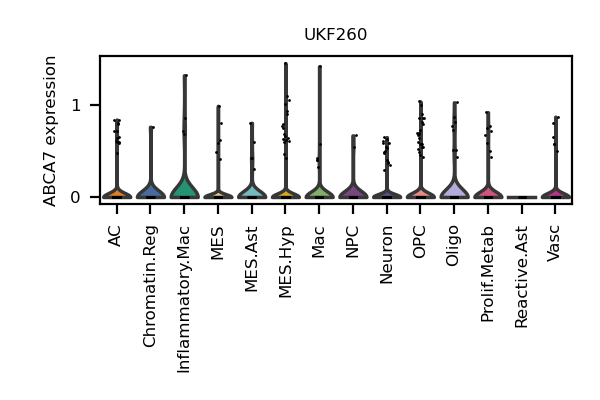 UKF260
ABCA7 expression
1
0
AC
Chromatin.Reg
Inflammatory.Mac
MES
MES.Ast
MES.Hyp
Mac
NPC
Neuron
OPC
Oligo
Prolif.Metab
Reactive.Ast
Vasc